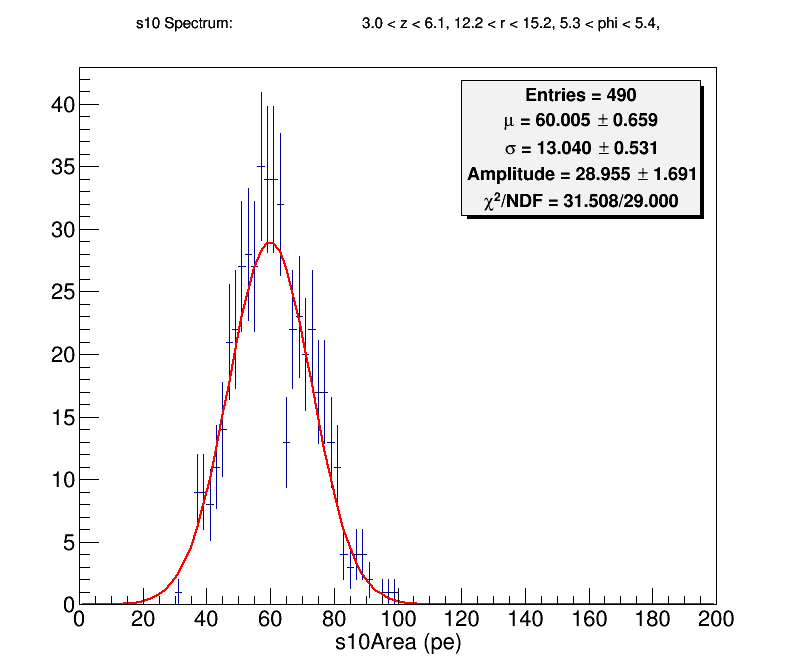 s10 Spectrum: 3.0 < z < 6.1, 12.2 < r < 15.2, 5.3 < phi < 5.4,
Entries = 490
μ = 60.005 ± 0.659
σ = 13.040 ± 0.531
Amplitude = 28.955 ± 1.691
χ²/NDF = 31.508/29.000
40
35
30
25
20
15
10
5
0
0 20 40 60 80 100 120 140 160 180 200
s10Area (pe)